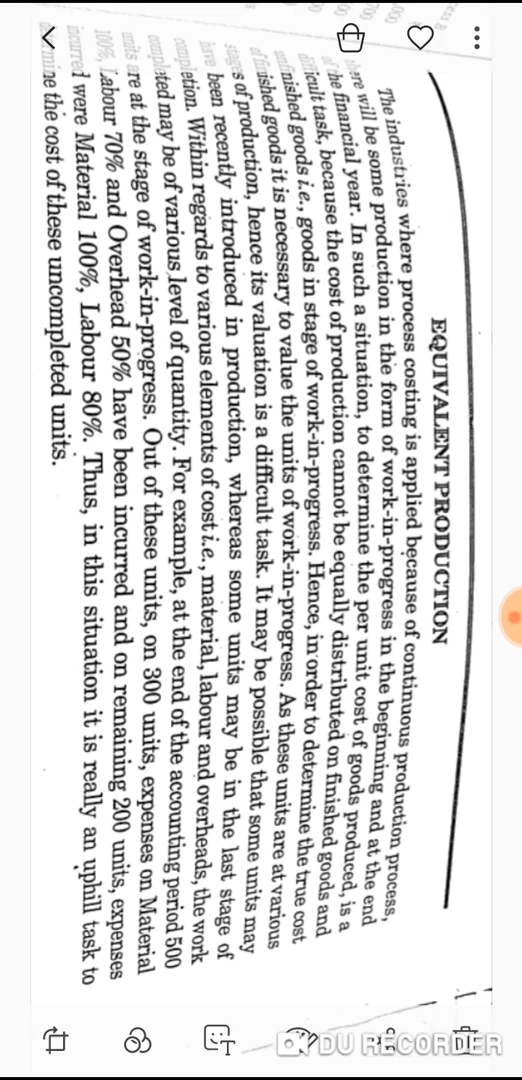 EQUIVALENT PRODUCTION
The industries where process costing is applied because of continuous production process,
there will be some production in the form of work-in-progress in the beginning and at the end
of the financial year. In such a situation, to determine the per unit cost of goods produced, is a
difficult task, because the cost of production cannot be equally distributed on finished goods and
unfinished goods i.e., goods in stage of work-in-progress. Hence, in order to determine the true cost
of finished goods it is necessary to value the units of work-in-progress. As these units are at various
stages of production, hence its valuation is a difficult task. It may be possible that some units may
have been recently introduced in production, whereas some units may be in the last stage of
completion. Within regards to various elements of cost i.e., material, labour and overheads, the work
completed may be of various level of quantity. For example, at the end of the accounting period 500
units are at the stage of work-in-progress. Out of these units, on 300 units, expenses on Material
100%, Labour 70% and Overhead 50% have been incurred and on remaining 200 units, expenses
incurred were Material 100%, Labour 80%. Thus, in this situation it is really an uphill task to
determine the cost of these uncompleted units.
DU RECORDER